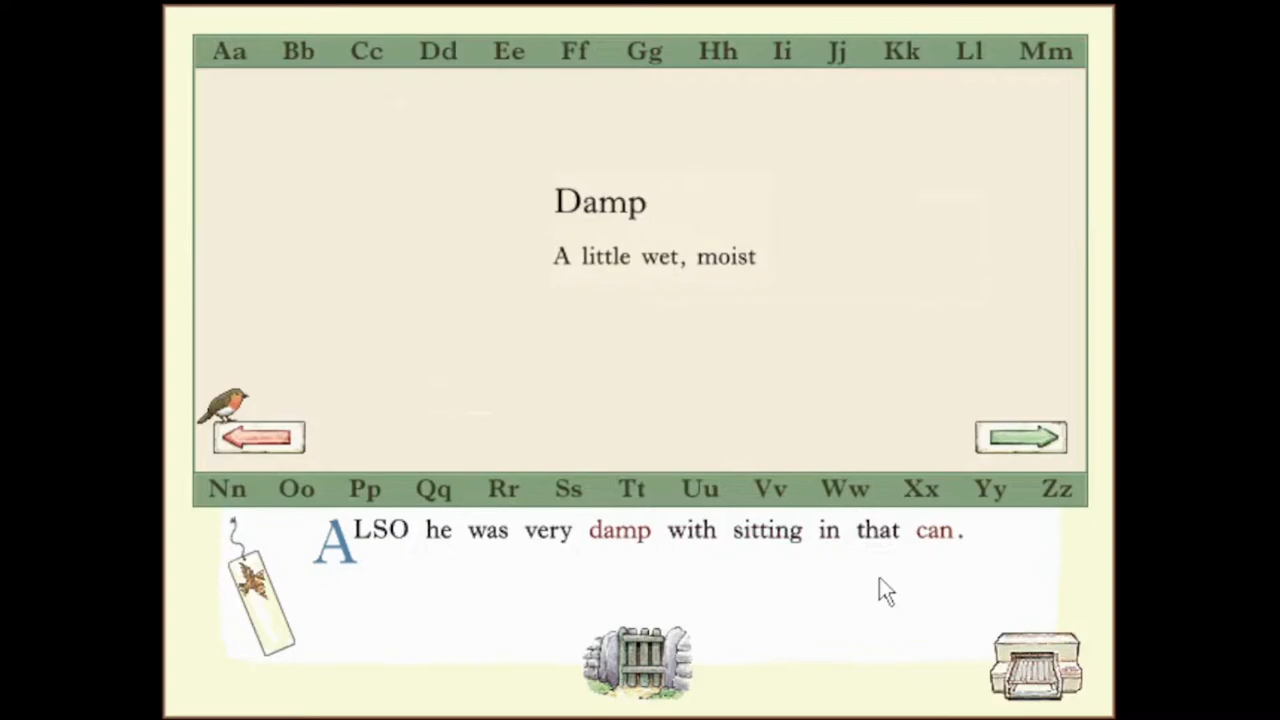 Aa Bb Cc Dd Ee Ff Gg Hh Ii Jj Kk Ll Mm
Damp
A little wet, moist
Nn Oo Pp Qq Rr Ss Tt Uu Vv Ww Xx Yy Zz
ALSO he was very damp with sitting in that can.